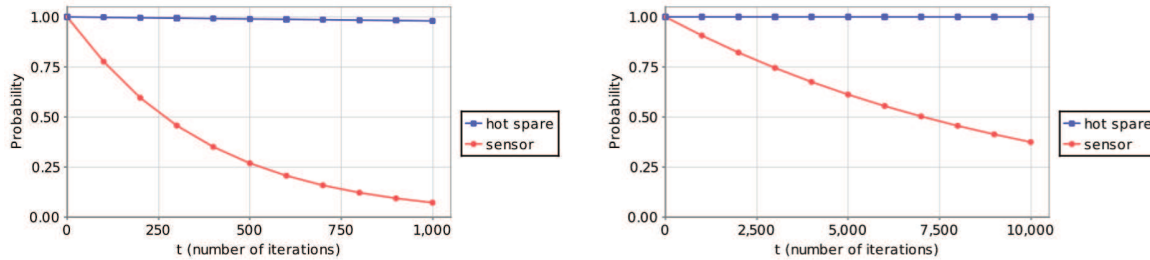 1.00
0.75
0.50
0.25
0.00
Probability
0 250 500 750 1,000
t (number of iterations)
hot spare
sensor
1.00
0.75
0.50
0.25
0.00
Probability
0 2,500 5,000 7,500 10,000
t (number of iterations)
hot spare
sensor